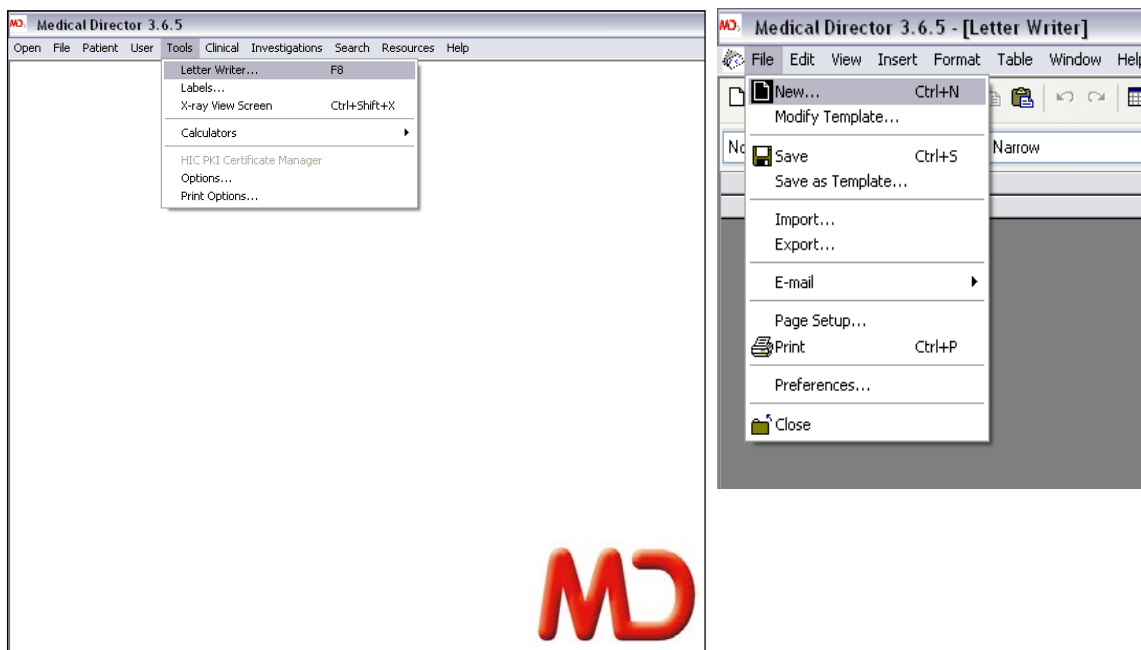 MD3 Medical Director 3.6.5
Open File Patient User Tools Clinical Investigations Search Resources Help
Letter Writer... F8
Labels...
X-ray View Screen Ctrl+Shift+X
Calculators
HIC PKI Certificate Manager
Options...
Print Options...
MD
MD3 Medical Director 3.6.5 - [Letter Writer]
File Edit View Insert Format Table Window Help
New... Ctrl+N
Modify Template...
Narrow
Save Ctrl+S
Save as Template...
Import...
Export...
E-mail
Page Setup...
Print Ctrl+P
Preferences...
Close